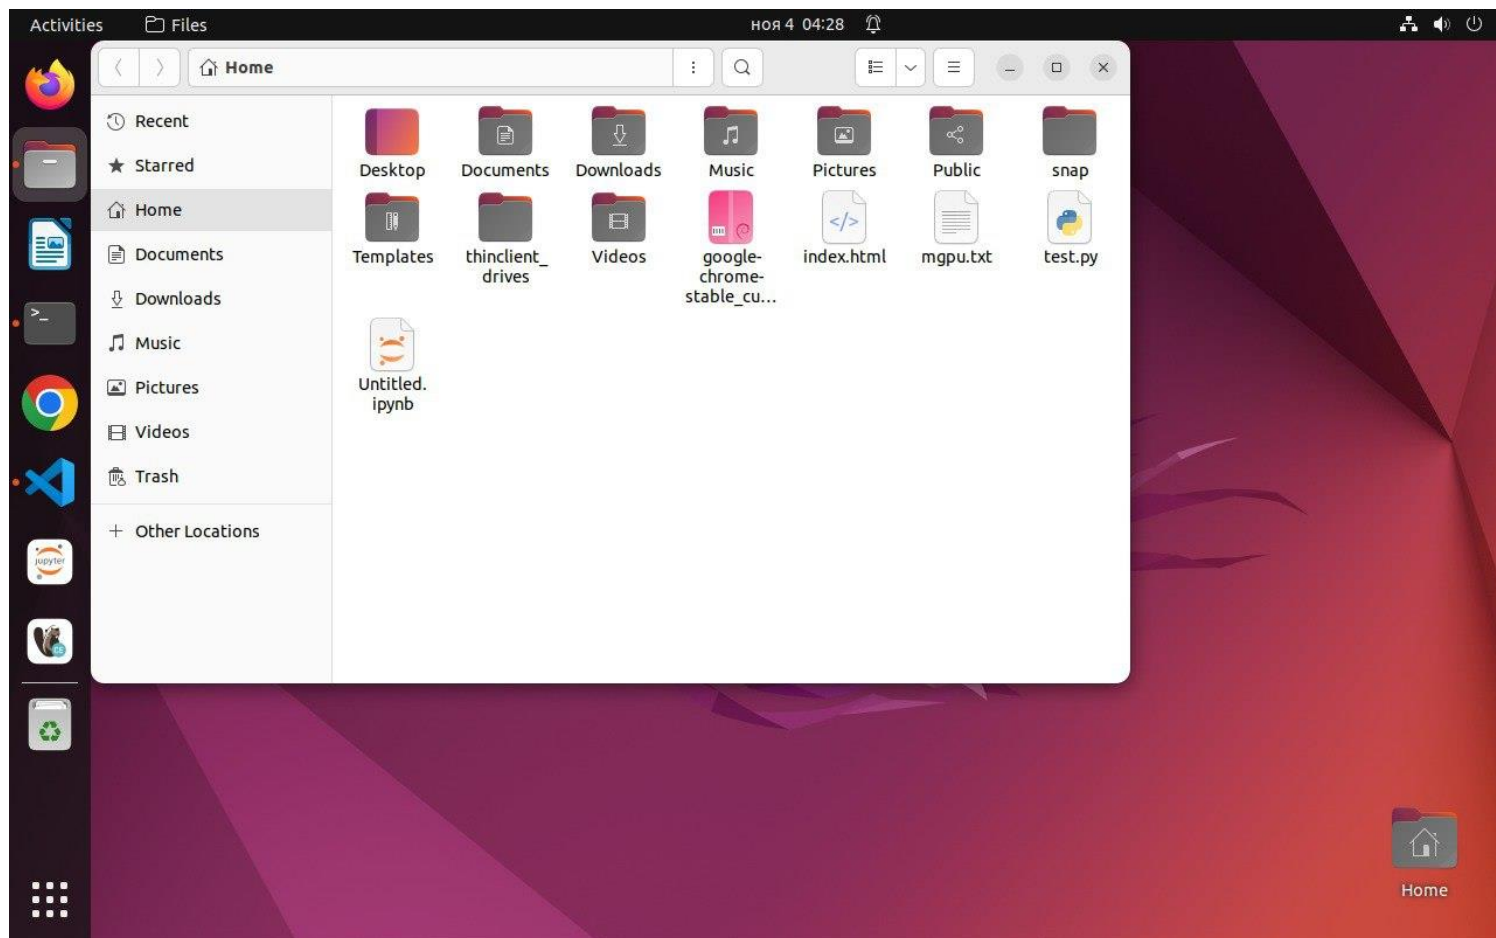 Activities Files ноя 4 04:28
Home
Recent
Starred
Home
Documents
Downloads
Music
Pictures
Videos
Trash
Other Locations
Desktop Documents Downloads Music Pictures Public snap
Templates thinclient_ Videos google- index.html mgpu.txt test.py
drives chrome-
stable_cu...
Untitled.
ipynb
>_
jupyter
CE
Home